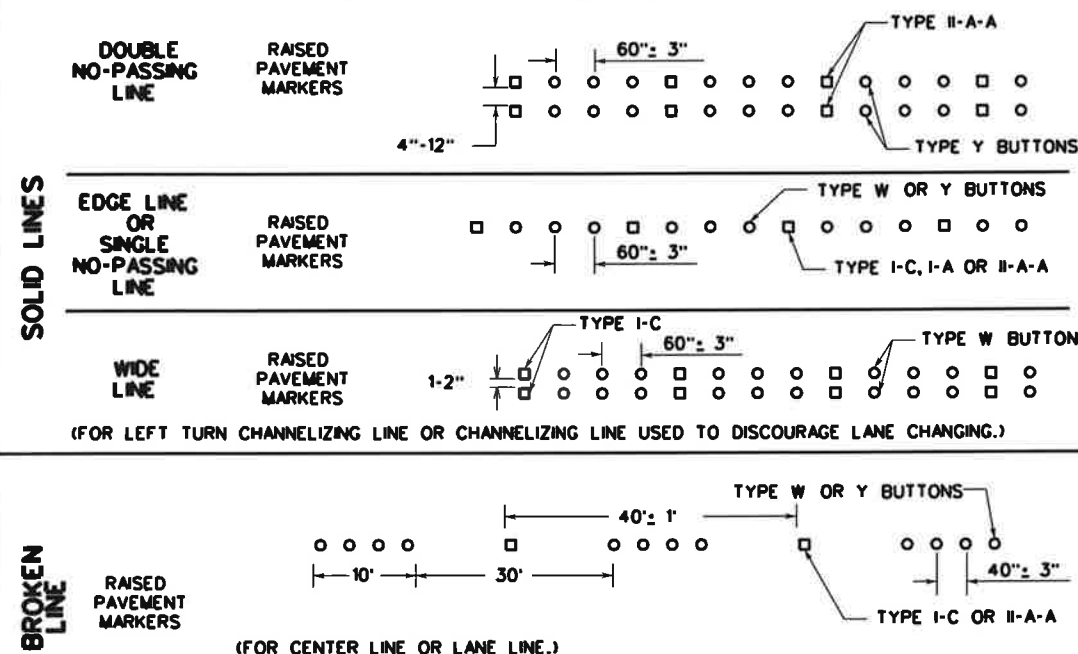 SOLID LINES
DOUBLE
NO-PASSING
LINE
RAISED
PAVEMENT
MARKERS
4"-12"
60"± 3"
TYPE II-A-A
TYPE Y BUTTONS
EDGE LINE
OR
SINGLE
NO-PASSING
LINE
RAISED
PAVEMENT
MARKERS
60"± 3"
TYPE W OR Y BUTTONS
TYPE I-C, I-A OR II-A-A
WIDE
LINE
RAISED
PAVEMENT
MARKERS
1-2"
TYPE I-C
60"± 3"
TYPE W BUTTON
(FOR LEFT TURN CHANNELIZING LINE OR CHANNELIZING LINE USED TO DISCOURAGE LANE CHANGING.)
BROKEN
LINE
RAISED
PAVEMENT
MARKERS
10'
30'
40'± 1'
TYPE W OR Y BUTTONS
40"± 3"
TYPE I-C OR II-A-A
(FOR CENTER LINE OR LANE LINE.)